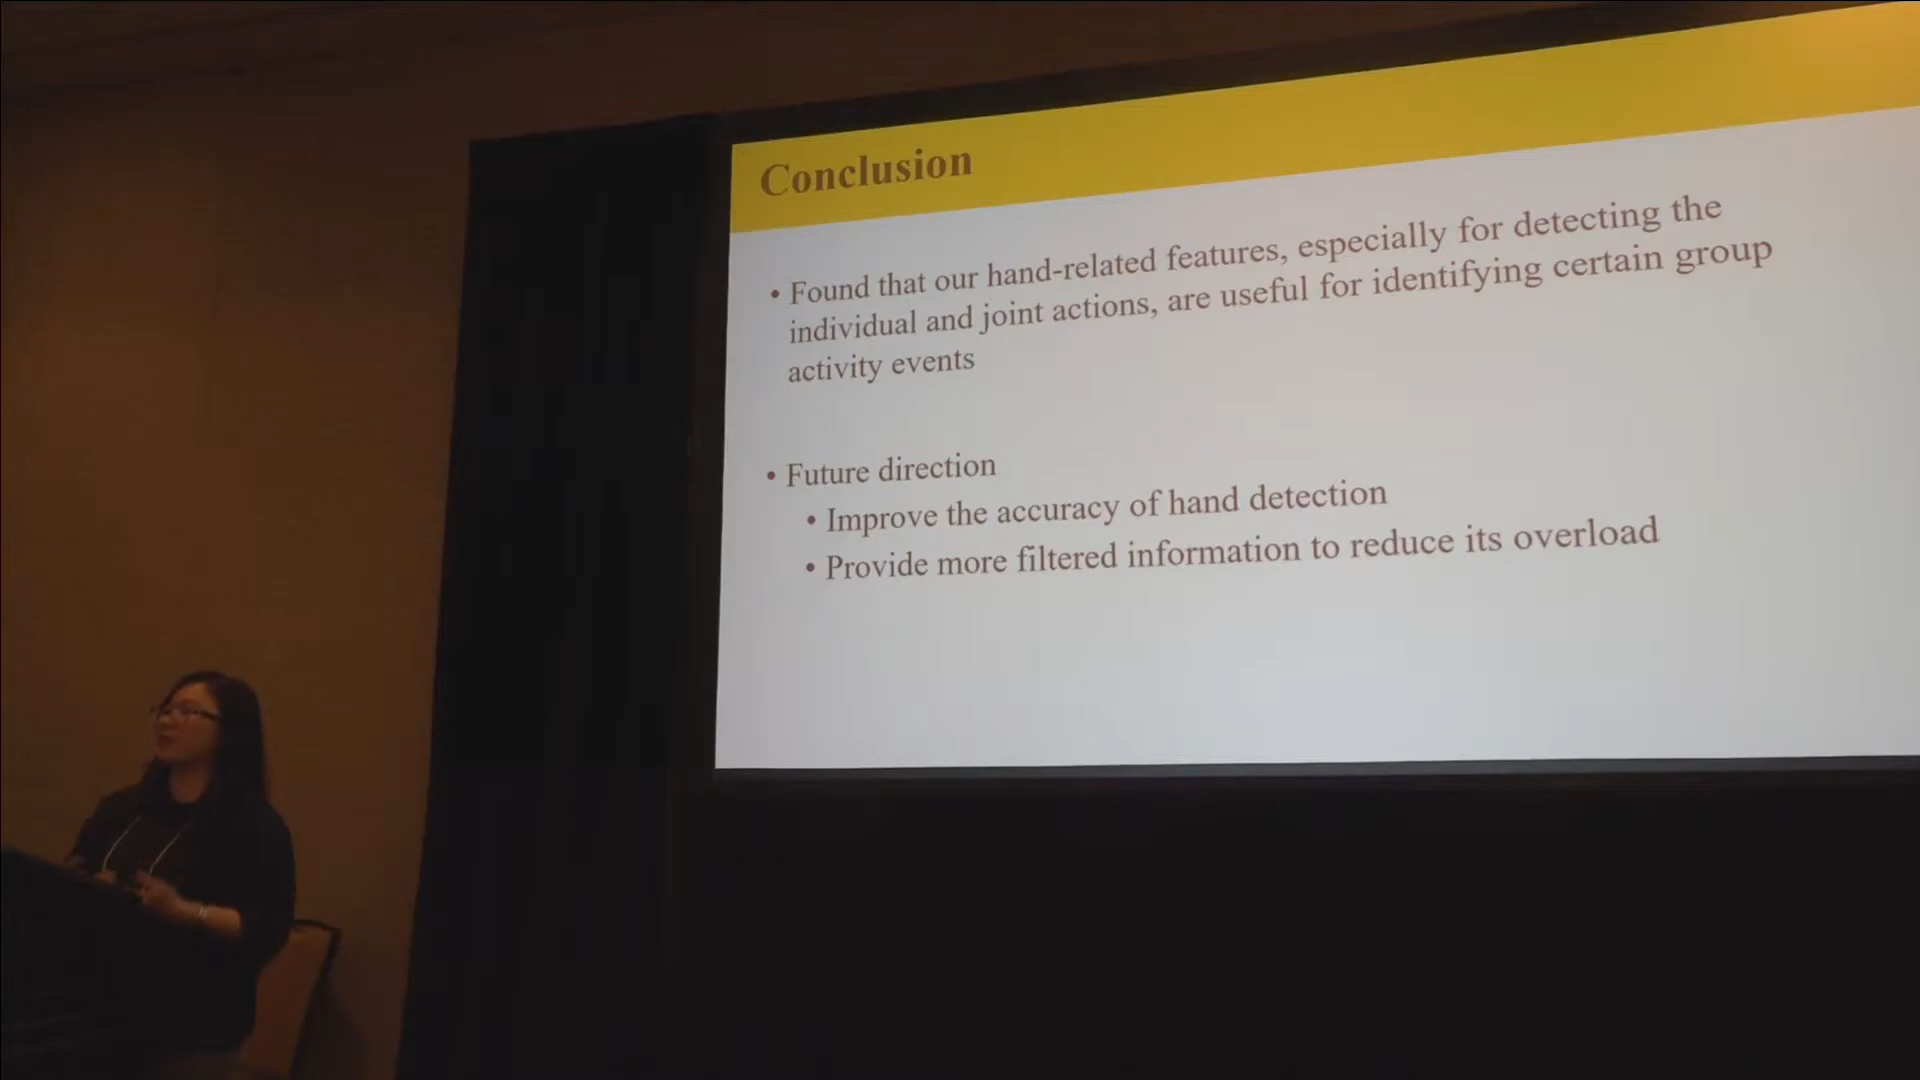 Conclusion
• Found that our hand-related features, especially for detecting the
individual and joint actions, are useful for identifying certain group
activity events
• Future direction
• Improve the accuracy of hand detection
• Provide more filtered information to reduce its overload